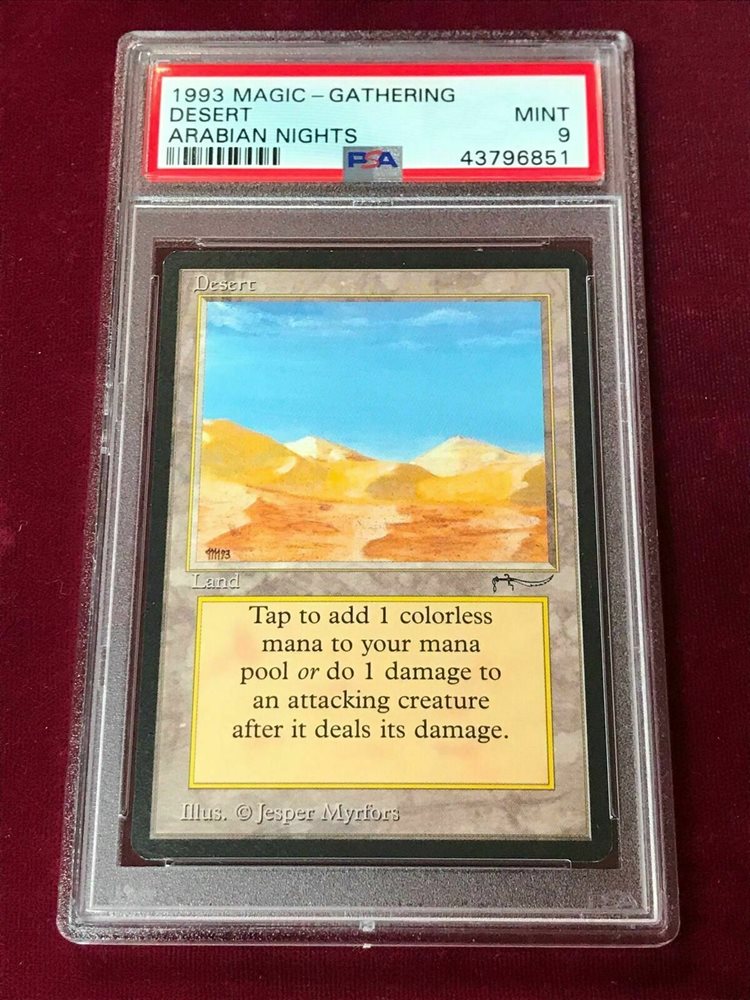 1993 MAGIC - GATHERING
DESERT MINT
ARABIAN NIGHTS 9
PSA 43796851
Desert
Land
Tap to add 1 colorless
mana to your mana
pool or do 1 damage to
an attacking creature
after it deals its damage.
Illus. © Jesper Myrfors
PSA